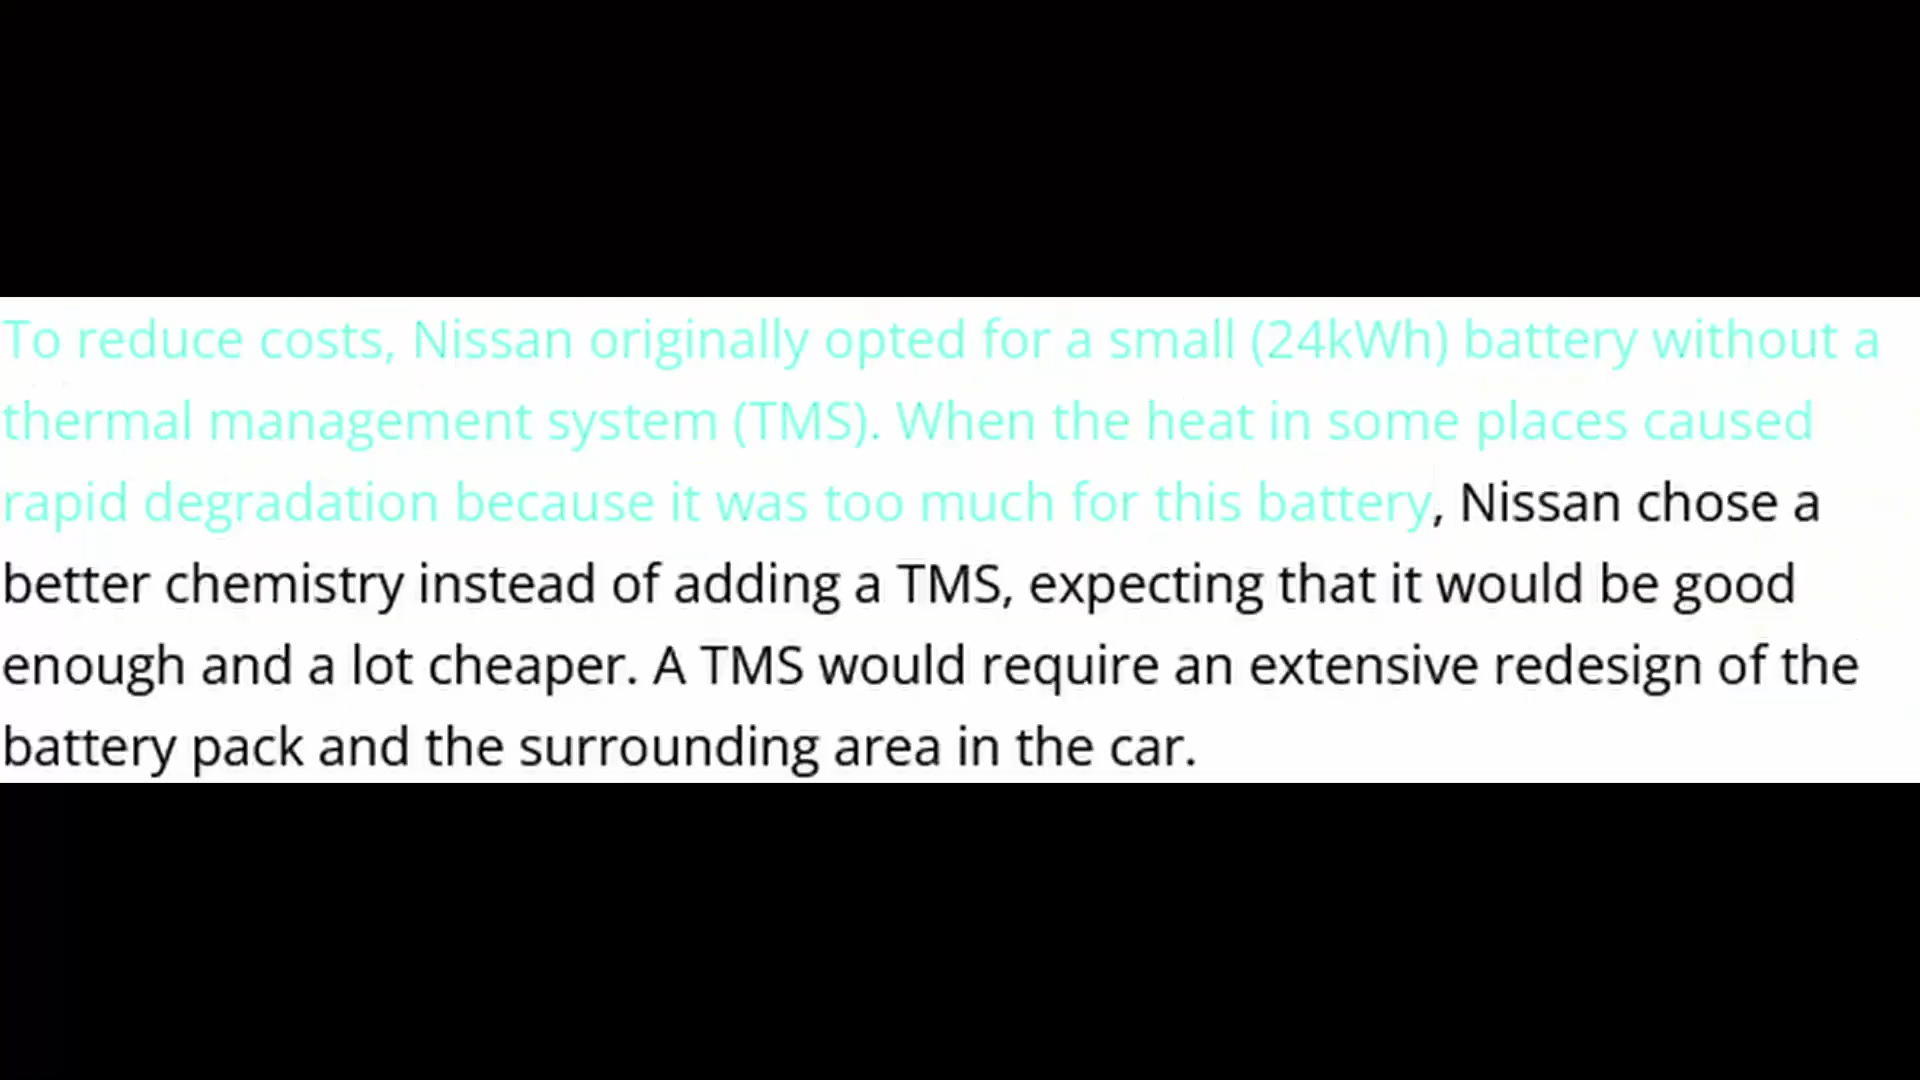 To reduce costs, Nissan originally opted for a small (24kWh) battery without a
thermal management system (TMS). When the heat in some places caused
rapid degradation because it was too much for this battery, Nissan chose a
better chemistry instead of adding a TMS, expecting that it would be good
enough and a lot cheaper. A TMS would require an extensive redesign of the
battery pack and the surrounding area in the car.